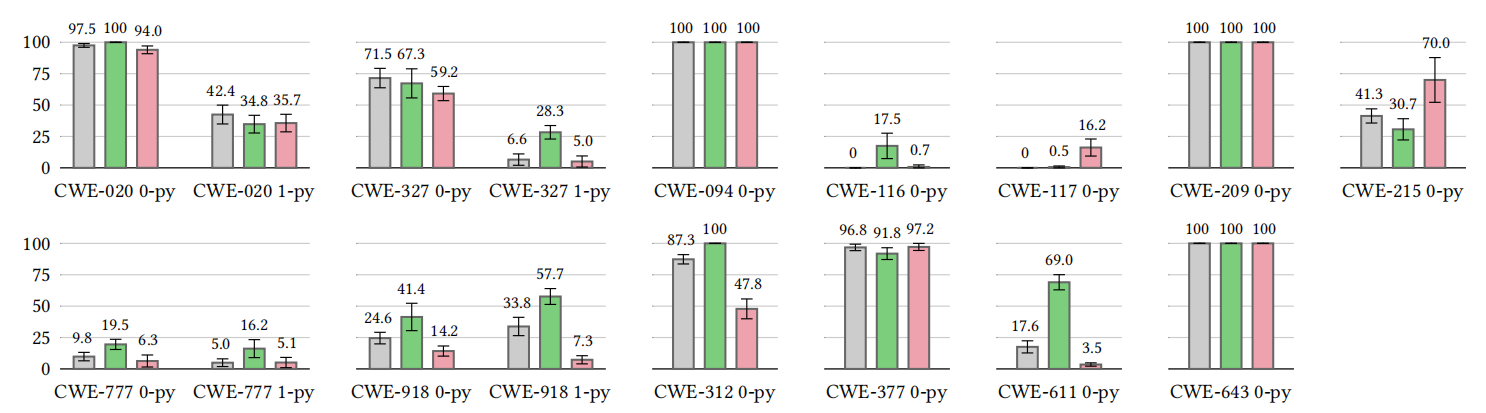 97.5 100 94.0
42.4 34.8 35.7
71.5 67.3 59.2
6.6 28.3 5.0
100 100 100
0 17.5 0.7
0 0.5 16.2
100 100 100
41.3 30.7 70.0
100
75
50
25
0
CWE-020 0-py CWE-020 1-py CWE-327 0-py CWE-327 1-py CWE-094 0-py CWE-116 0-py CWE-117 0-py CWE-209 0-py CWE-215 0-py
9.8 19.5 6.3
5.0 16.2 5.1
24.6 41.4 14.2
33.8 57.7 7.3
87.3 100 47.8
96.8 91.8 97.2
17.6 69.0 3.5
100 100 100
100
75
50
25
0
CWE-777 0-py CWE-777 1-py CWE-918 0-py CWE-918 1-py CWE-312 0-py CWE-377 0-py CWE-611 0-py CWE-643 0-py